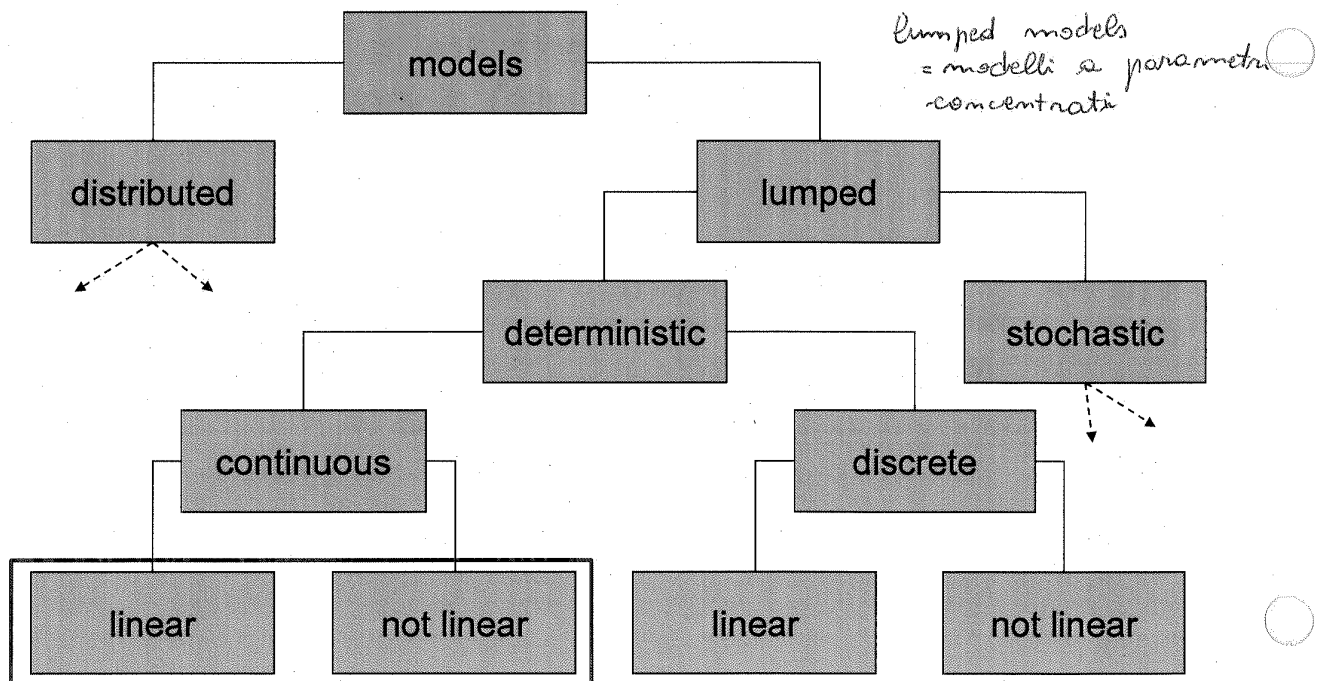 models
lumped models
= modelli a parametri
concentrati
distributed
lumped
deterministic
stochastic
continuous
discrete
linear
not linear
linear
not linear